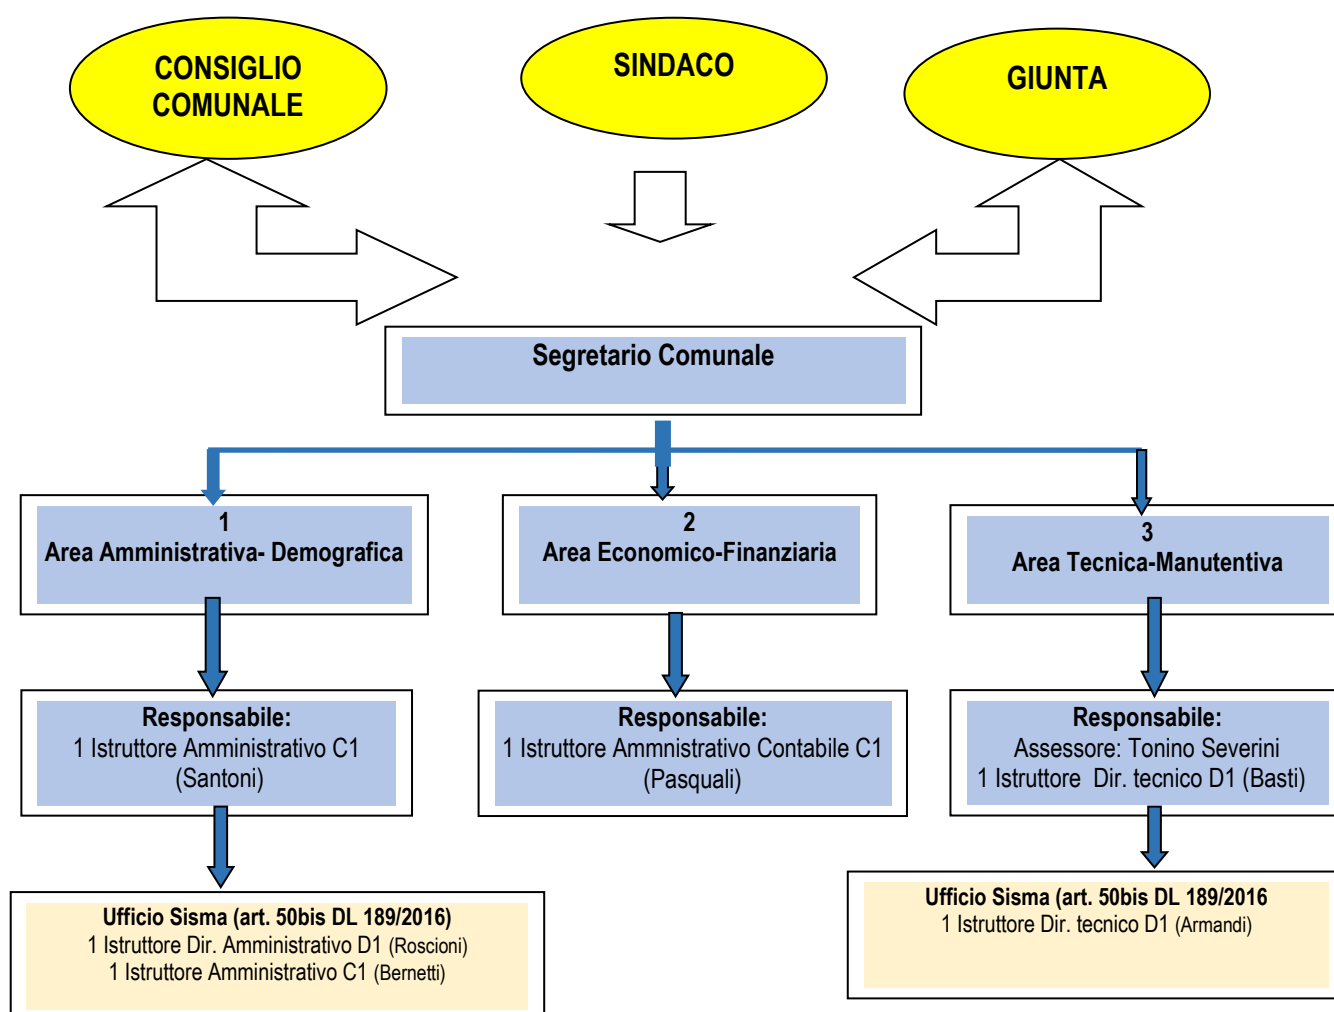 CONSIGLIO
COMUNALE
SINDACO
GIUNTA
Segretario Comunale
1
Area Amministrativa- Demografica
2
Area Economico-Finanziaria
3
Area Tecnica-Manutentiva
Responsabile:
1 Istruttore Amministrativo C1
(Santoni)
Responsabile:
1 Istruttore Ammnistrativo Contabile C1
(Pasquali)
Responsabile:
Assessore: Tonino Severini
1 Istruttore Dir. tecnico D1 (Basti)
Ufficio Sisma (art. 50bis DL 189/2016)
1 Istruttore Dir. Amministrativo D1 (Roscioni)
1 Istruttore Amministrativo C1 (Bernetti)
Ufficio Sisma (art. 50bis DL 189/2016
1 Istruttore Dir. tecnico D1 (Armandi)